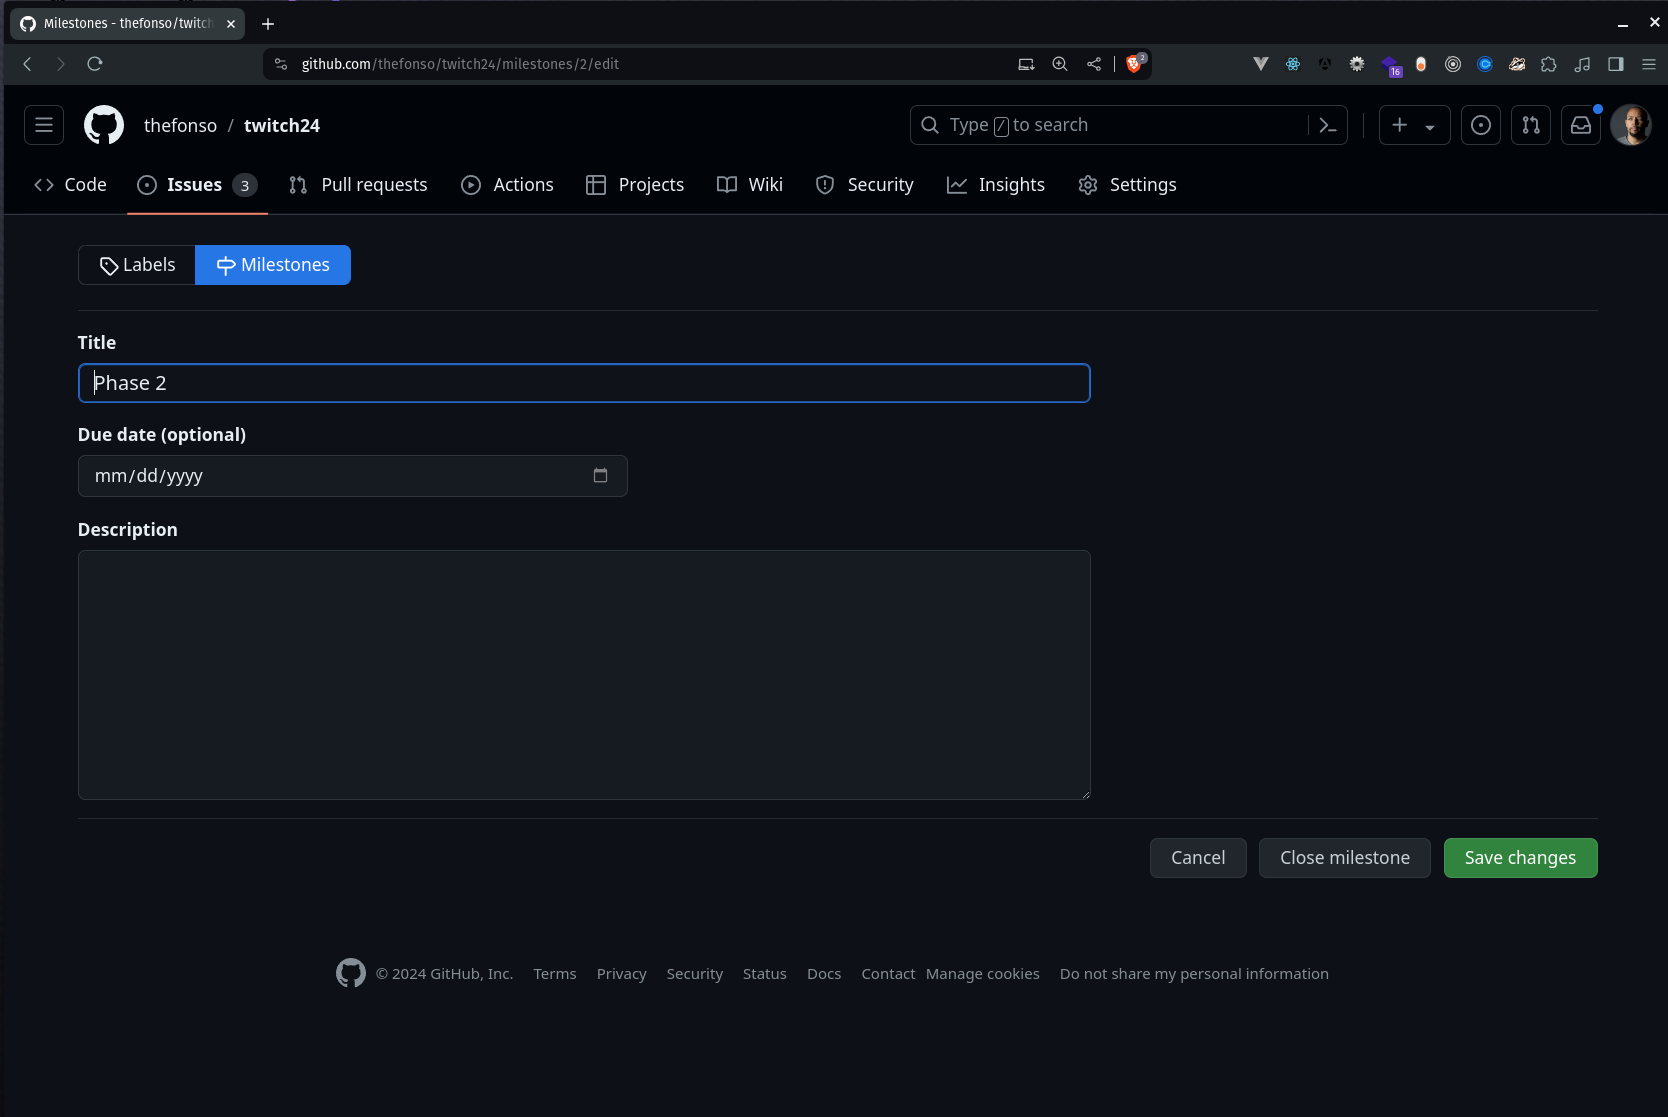 Milestones - thefonso/twitch
github.com/thefonso/twitch24/milestones/2/edit
2
16
thefonso / twitch24
Type / to search
Code
Issues 3
Pull requests
Actions
Projects
Wiki
Security
Insights
Settings
Labels
Milestones
Title
Phase 2
Due date (optional)
mm/dd/yyyy
Description
Cancel
Close milestone
Save changes
© 2024 GitHub, Inc. Terms Privacy Security Status Docs Contact Manage cookies Do not share my personal information